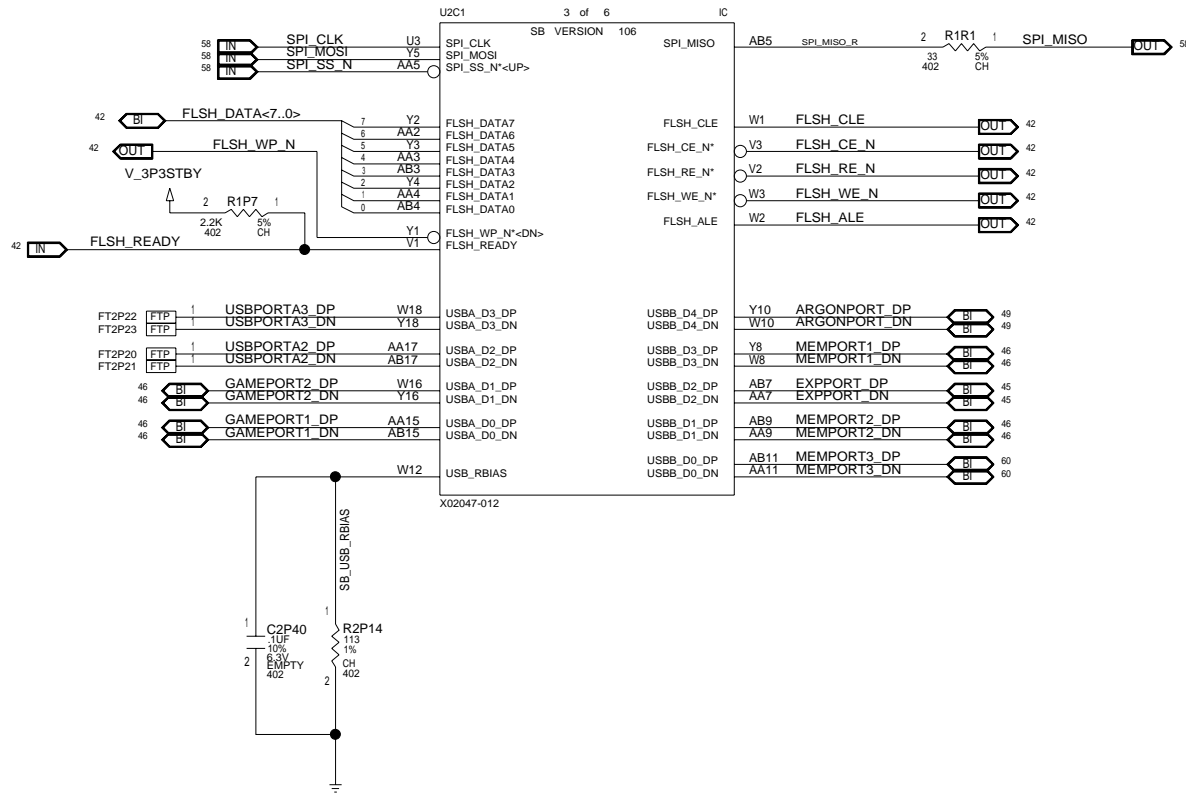 U2C1 3 of 6 IC
SB VERSION 106
58 IN SPI_CLK U3 SPI_CLK
58 IN SPI_MOSI Y5 SPI_MOSI
58 IN SPI_SS_N AA5 SPI_SS_N*<UP>
SPI_MISO AB5 SPI_MISO_R 2 R1R1 1 SPI_MISO OUT
33 5%
402 CH
42 BI FLSH_DATA<7..0>
7 Y2 FLSH_DATA7
6 AA2 FLSH_DATA6
5 Y3 FLSH_DATA5
4 AA3 FLSH_DATA4
3 AB3 FLSH_DATA3
2 Y4 FLSH_DATA2
1 AA4 FLSH_DATA1
0 AB4 FLSH_DATA0
42 OUT FLSH_WP_N
V_3P3STBY
2 R1P7 1
2.2K 5%
402 CH
Y1 FLSH_WP_N*<DN>
42 IN FLSH_READY V1 FLSH_READY
FLSH_CLE W1 FLSH_CLE OUT 42
FLSH_CE_N* V3 FLSH_CE_N OUT 42
FLSH_RE_N* V2 FLSH_RE_N OUT 42
FLSH_WE_N* W3 FLSH_WE_N OUT 42
FLSH_ALE W2 FLSH_ALE OUT 42
FT2P22 FTP 1 USBPORTA3_DP W18 USBA_D3_DP
FT2P23 FTP 1 USBPORTA3_DN Y18 USBA_D3_DN
FT2P20 FTP 1 USBPORTA2_DP AA17 USBA_D2_DP
FT2P21 FTP 1 USBPORTA2_DN AB17 USBA_D2_DN
46 BI GAMEPORT2_DP W16 USBA_D1_DP
46 BI GAMEPORT2_DN Y16 USBA_D1_DN
46 BI GAMEPORT1_DP AA15 USBA_D0_DP
46 BI GAMEPORT1_DN AB15 USBA_D0_DN
W12 USB_RBIAS
USBB_D4_DP Y10 ARGONPORT_DP BI 49
USBB_D4_DN W10 ARGONPORT_DN BI 49
USBB_D3_DP Y8 MEMPORT1_DP BI 46
USBB_D3_DN W8 MEMPORT1_DN BI 46
USBB_D2_DP AB7 EXPPORT_DP BI 45
USBB_D2_DN AA7 EXPPORT_DN BI 45
USBB_D1_DP AB9 MEMPORT2_DP BI 46
USBB_D1_DN AA9 MEMPORT2_DN BI 46
USBB_D0_DP AB11 MEMPORT3_DP BI 60
USBB_D0_DN AA11 MEMPORT3_DN BI 60
X02047-012
SB_USB_RBIAS
1 C2P40
.1UF
10%
6.3V
2 EMPTY
402
1 R2P14
113
1%
CH
2 402